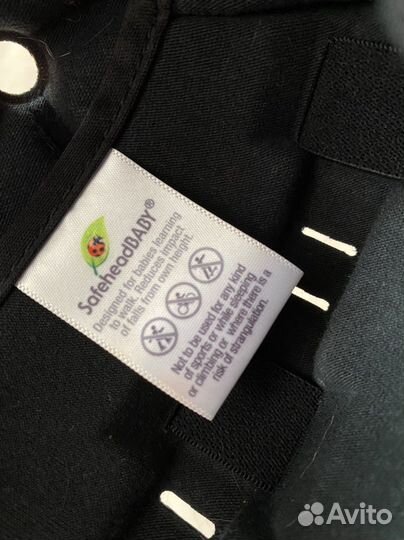 SafeheadBABY®
Designed for babies learning
to walk. Reduces impact
of falls from own height.
Not to be used for any kind
of sports or while sleeping
or climbing or where there is a
risk of strangulation.
Avito